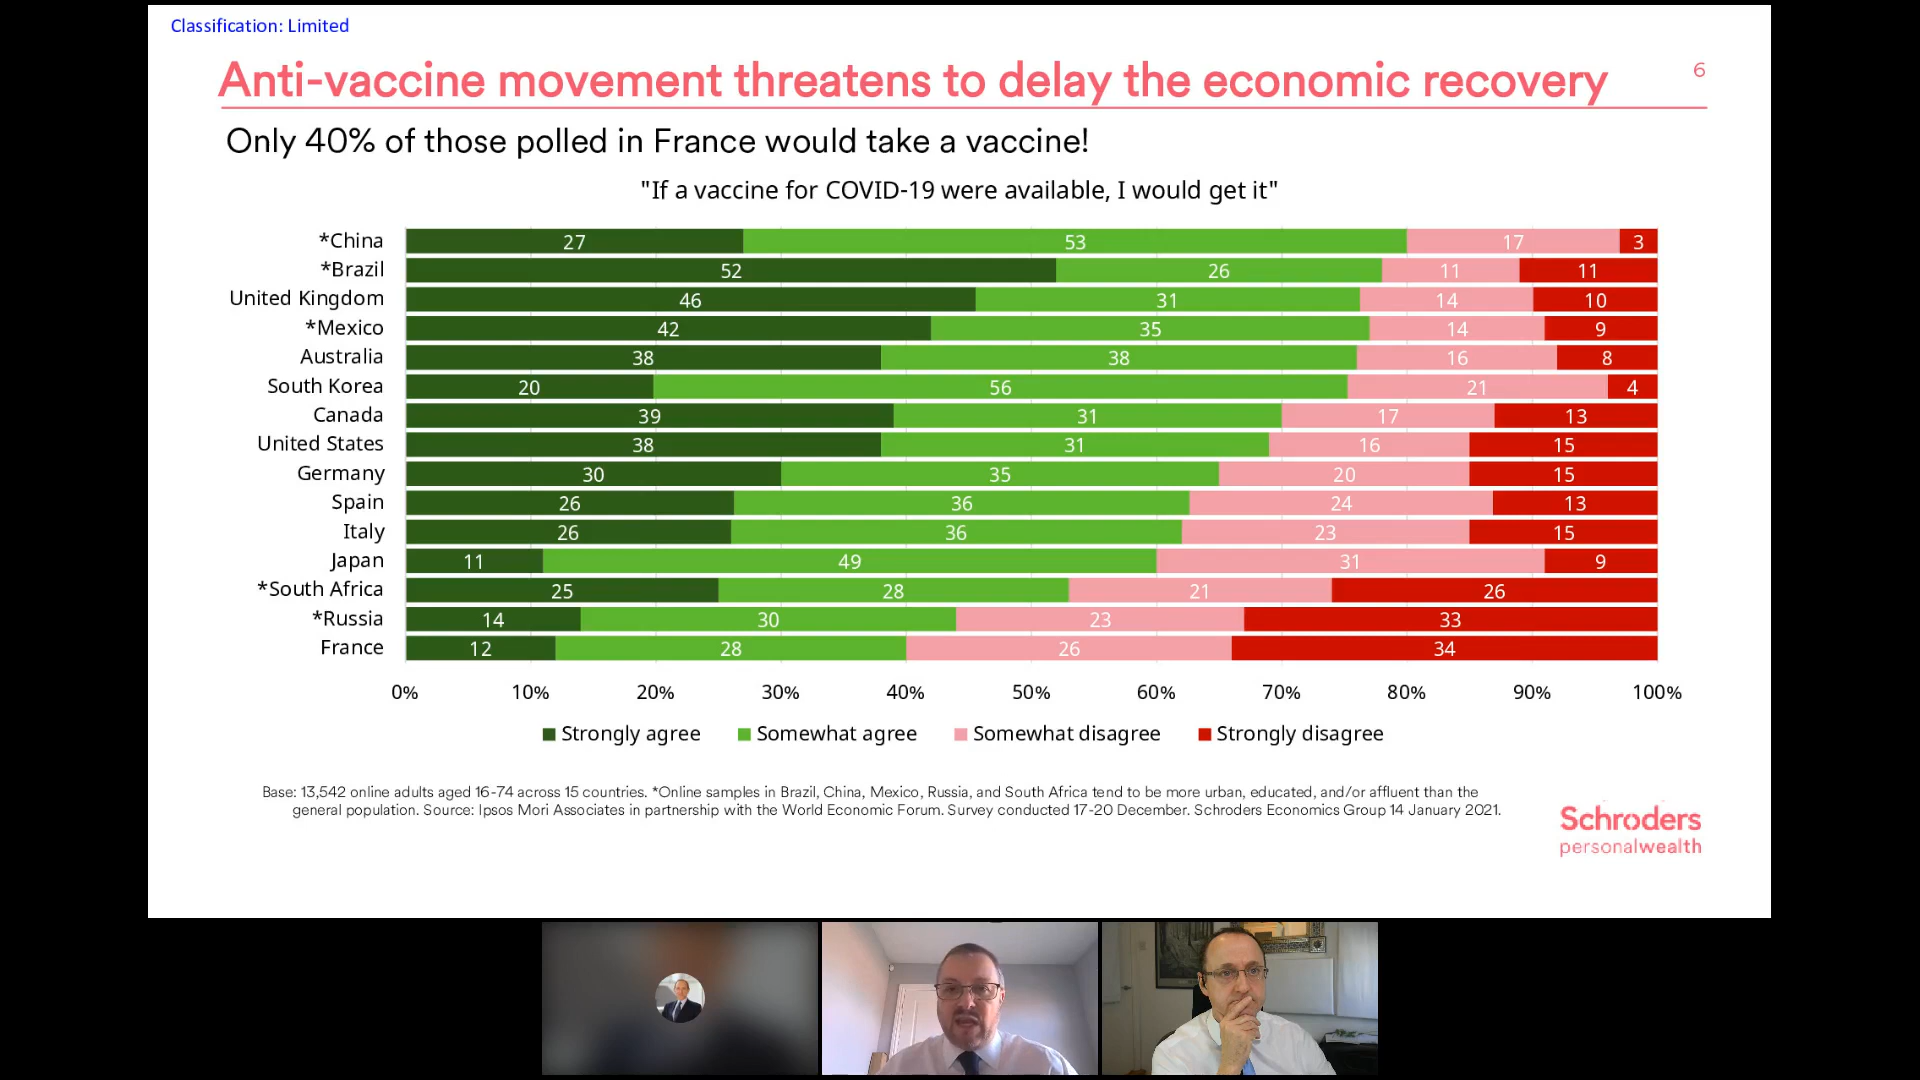 Classification: Limited
Anti-vaccine movement threatens to delay the economic recovery
6
Only 40% of those polled in France would take a vaccine!
"If a vaccine for COVID-19 were available, I would get it"
*China 27 53 17 3
*Brazil 52 26 11 11
United Kingdom 46 31 14 10
*Mexico 42 35 14 9
Australia 38 38 16 8
South Korea 20 56 21 4
Canada 39 31 17 13
United States 38 31 16 15
Germany 30 35 20 15
Spain 26 36 24 13
Italy 26 36 23 15
Japan 11 49 31 9
*South Africa 25 28 21 26
*Russia 14 30 23 33
France 12 28 26 34
0% 10% 20% 30% 40% 50% 60% 70% 80% 90% 100%
Strongly agree Somewhat agree Somewhat disagree Strongly disagree
Base: 13,542 online adults aged 16-74 across 15 countries. *Online samples in Brazil, China, Mexico, Russia, and South Africa tend to be more urban, educated, and/or affluent than the
general population. Source: Ipsos Mori Associates in partnership with the World Economic Forum. Survey conducted 17-20 December. Schroders Economics Group 14 January 2021.
Schroders
personalwealth